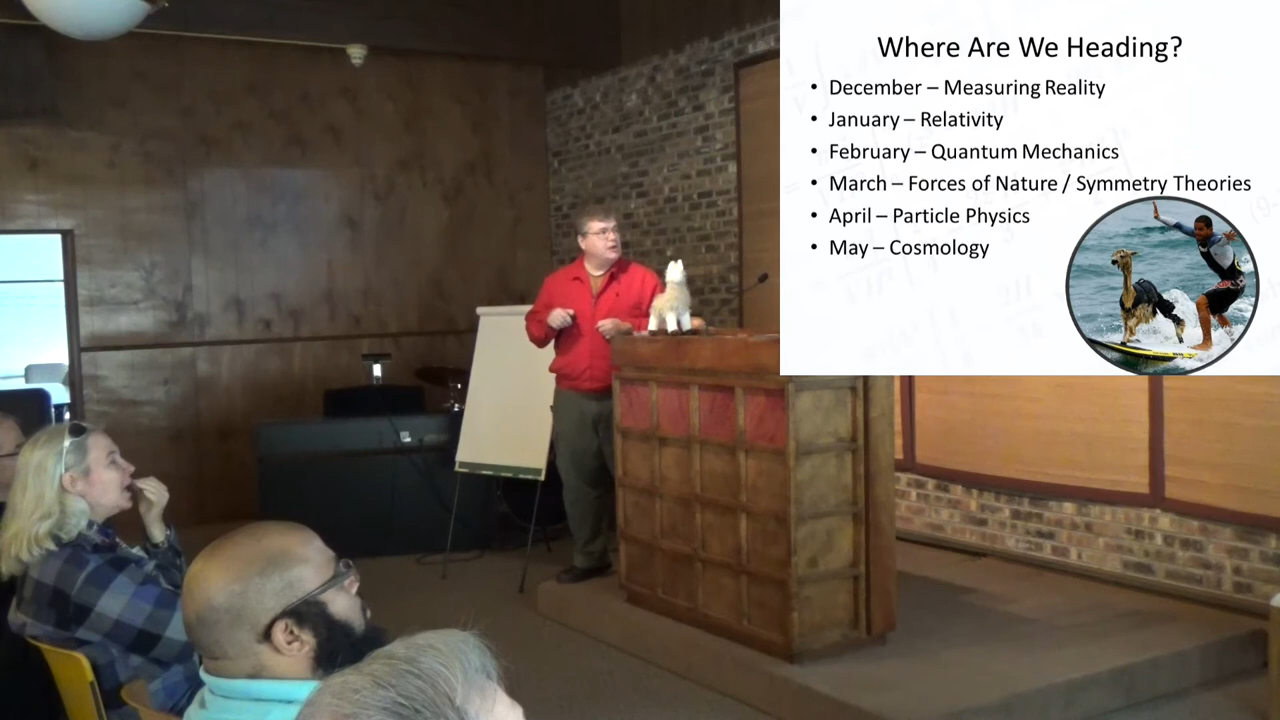 Where Are We Heading?
• December – Measuring Reality
• January – Relativity
• February – Quantum Mechanics
• March – Forces of Nature / Symmetry Theories
• April – Particle Physics
• May – Cosmology